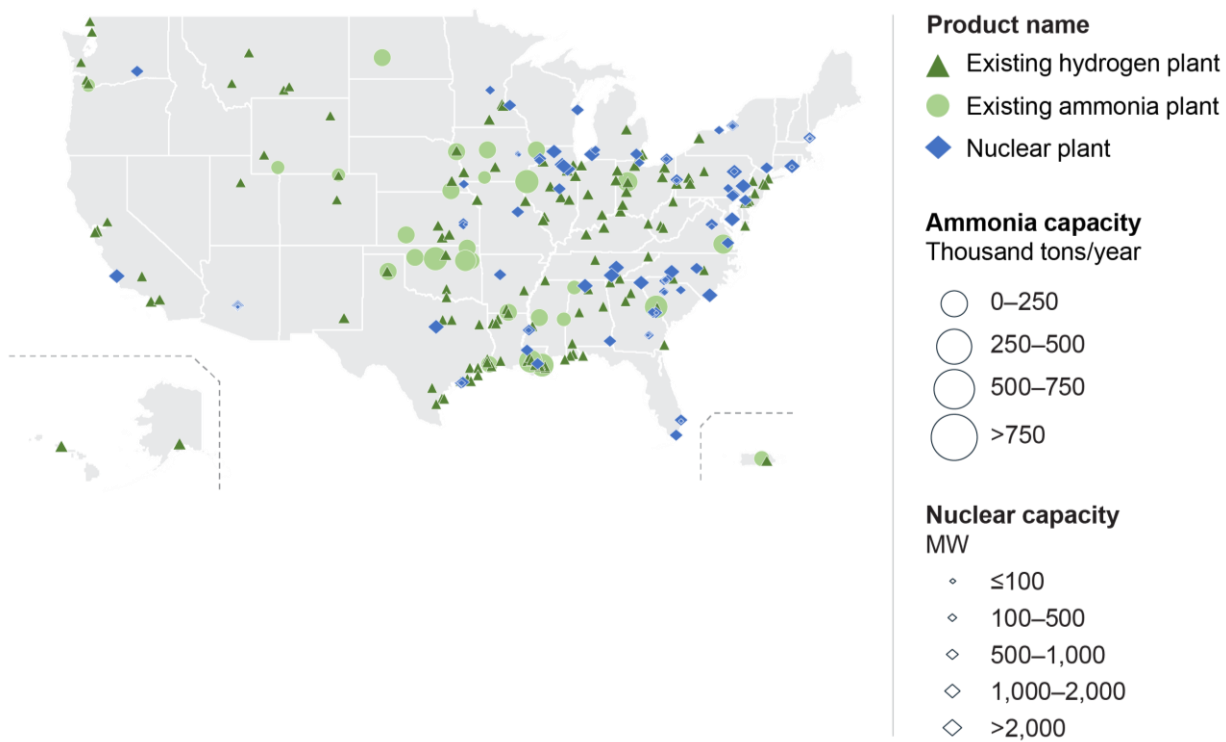 Product name
Existing hydrogen plant
Existing ammonia plant
Nuclear plant
Ammonia capacity
Thousand tons/year
0–250
250–500
500–750
>750
Nuclear capacity
MW
≤100
100–500
500–1,000
1,000–2,000
>2,000